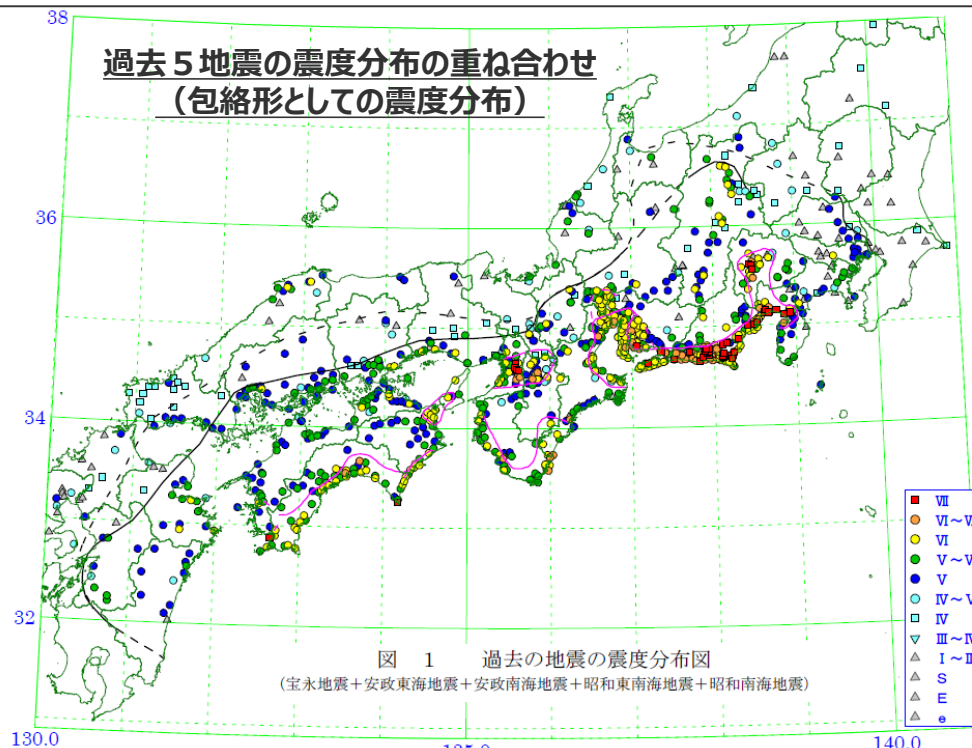 38
過去５地震の震度分布の重ね合わせ
（包絡形としての震度分布）
36
34
32
Ⅶ
Ⅵ
Ⅴ
Ⅳ
Ⅰ～Ⅱ
S
E
e
図　1　　過去の地震の震度分布図
(宝永地震＋安政東海地震＋安政南海地震＋昭和東南海地震＋昭和南海地震)
130.0
140.0